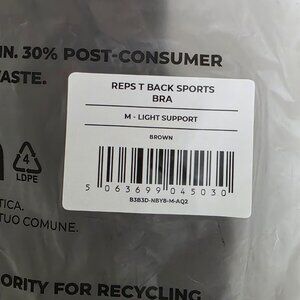 IN. 30% POST-CONSUMER
ASTE.
REPS T BACK SPORTS
BRA
M - LIGHT SUPPORT
BROWN
5 063699 045030
B3B3D-NBY8-M-AQ2
4
LDPE
TICA.
TUO COMUNE.
ORITY FOR RECYCLING